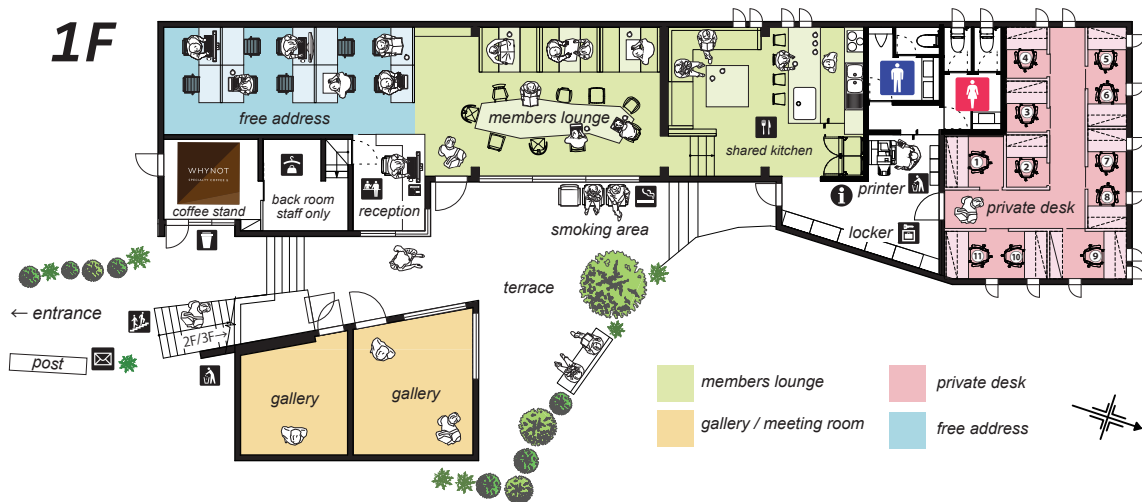 1F
free address
members lounge
shared kitchen
WHYNOT
SPECIALTY COFFEE
coffee stand
back room
staff only
reception
smoking area
printer
locker
private desk
4
5
6
3
1
2
7
8
11
10
9
terrace
← entrance
2F/3F→
post
gallery
gallery
members lounge
private desk
gallery / meeting room
free address